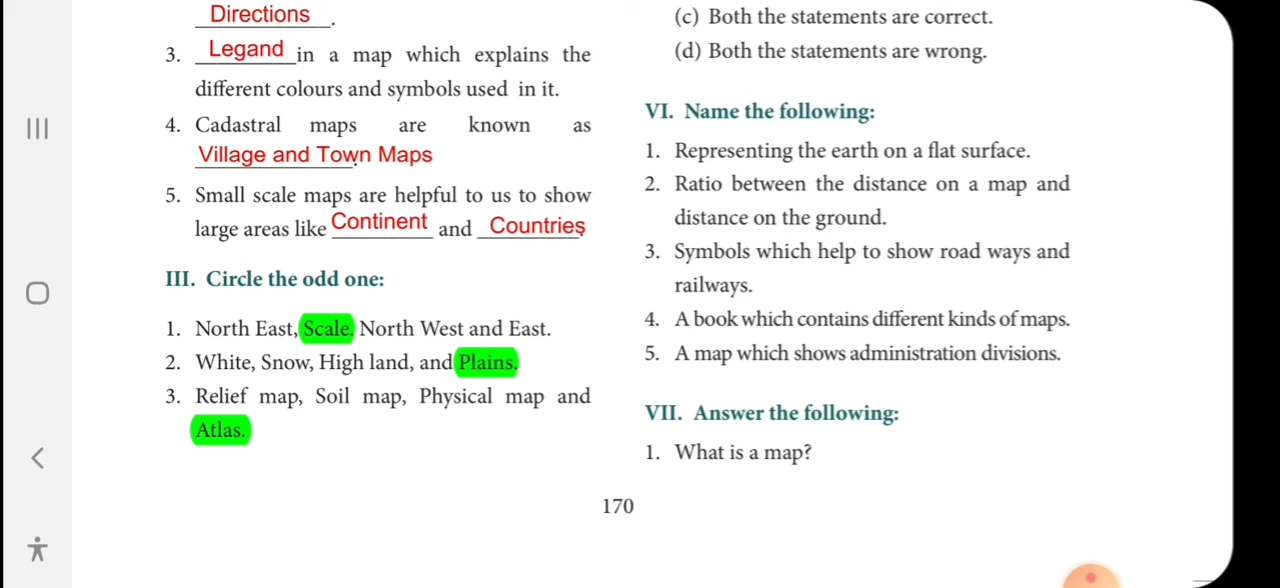 Directions.
3. Legand in a map which explains the
different colours and symbols used in it.
4. Cadastral maps are known as
Village and Town Maps.
5. Small scale maps are helpful to us to show
large areas like Continent and Countries.
III. Circle the odd one:
1. North East, Scale, North West and East.
2. White, Snow, High land, and Plains.
3. Relief map, Soil map, Physical map and
Atlas.
(c) Both the statements are correct.
(d) Both the statements are wrong.
VI. Name the following:
1. Representing the earth on a flat surface.
2. Ratio between the distance on a map and
distance on the ground.
3. Symbols which help to show road ways and
railways.
4. A book which contains different kinds of maps.
5. A map which shows administration divisions.
VII. Answer the following:
1. What is a map?
170